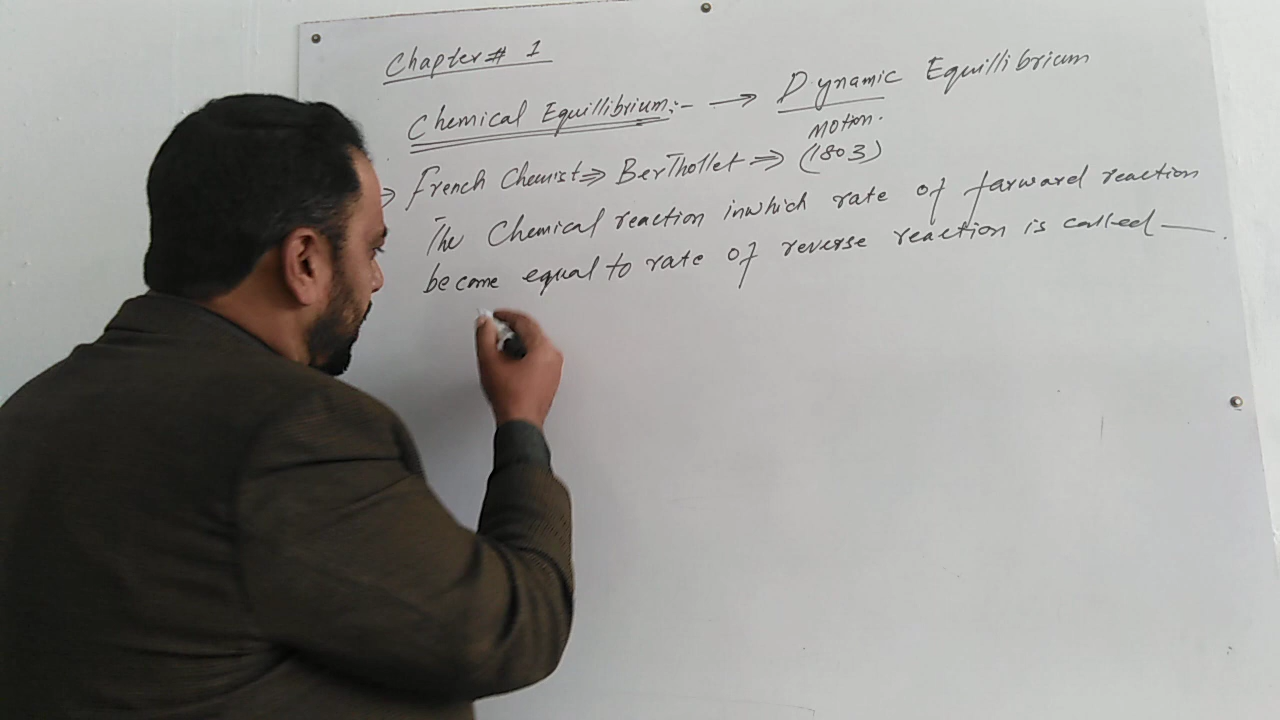 Chapter# 1
Chemical Equillibrium:- → Dynamic Equillibrium
Motion.
→ French Chemist ⇒ BerThollet ⇒ (1803)
The Chemical reaction inwhich rate of farward reaction
become equal to rate of reverse reaction is called —.